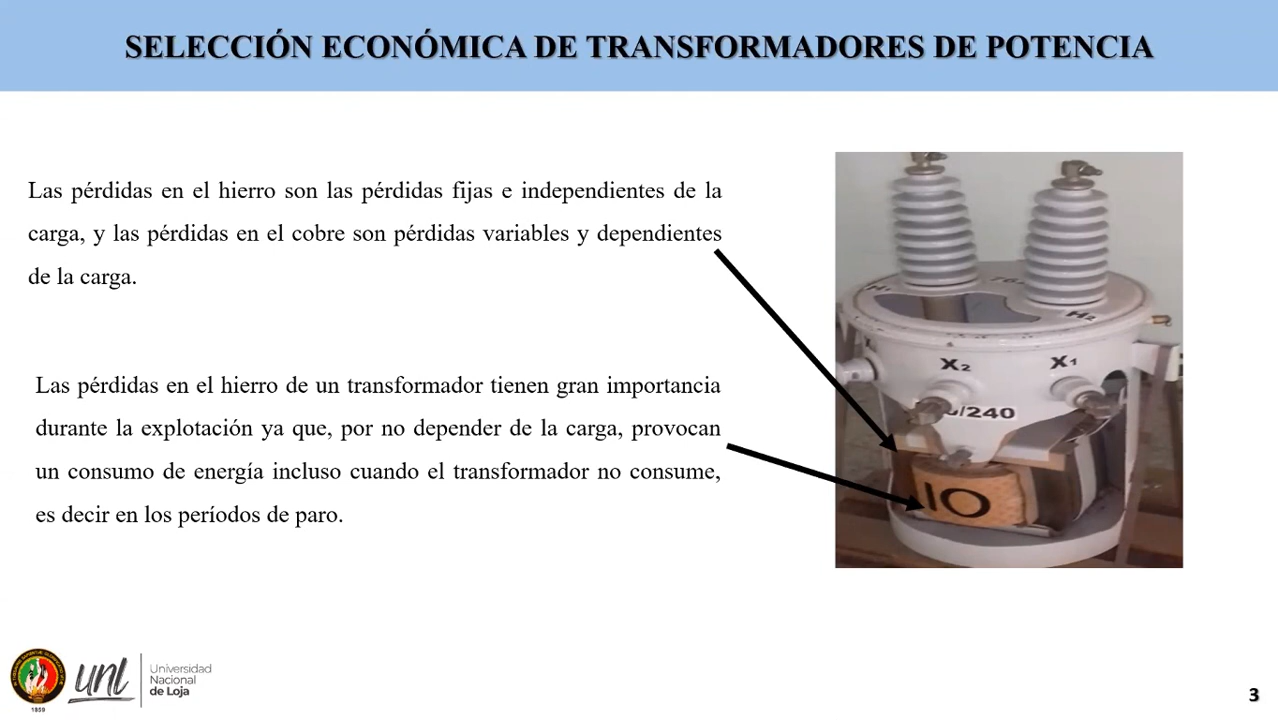 SELECCIÓN ECONÓMICA DE TRANSFORMADORES DE POTENCIA
Las pérdidas en el hierro son las pérdidas fijas e independientes de la
carga, y las pérdidas en el cobre son pérdidas variables y dependientes
de la carga.
Las pérdidas en el hierro de un transformador tienen gran importancia
durante la explotación ya que, por no depender de la carga, provocan
un consumo de energía incluso cuando el transformador no consume,
es decir en los períodos de paro.
H1
H2
X2
X1
/240
10
unl
Universidad
Nacional
de Loja
1859
3